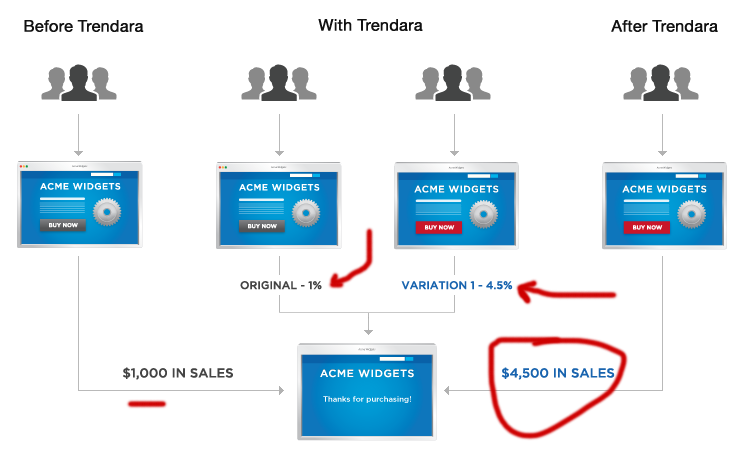 Before Trendara
With Trendara
After Trendara
ACME WIDGETS
BUY NOW
ACME WIDGETS
BUY NOW
ACME WIDGETS
BUY NOW
ACME WIDGETS
BUY NOW
ORIGINAL - 1%
VARIATION 1 - 4.5%
$1,000 IN SALES
ACME WIDGETS
Thanks for purchasing!
$4,500 IN SALES